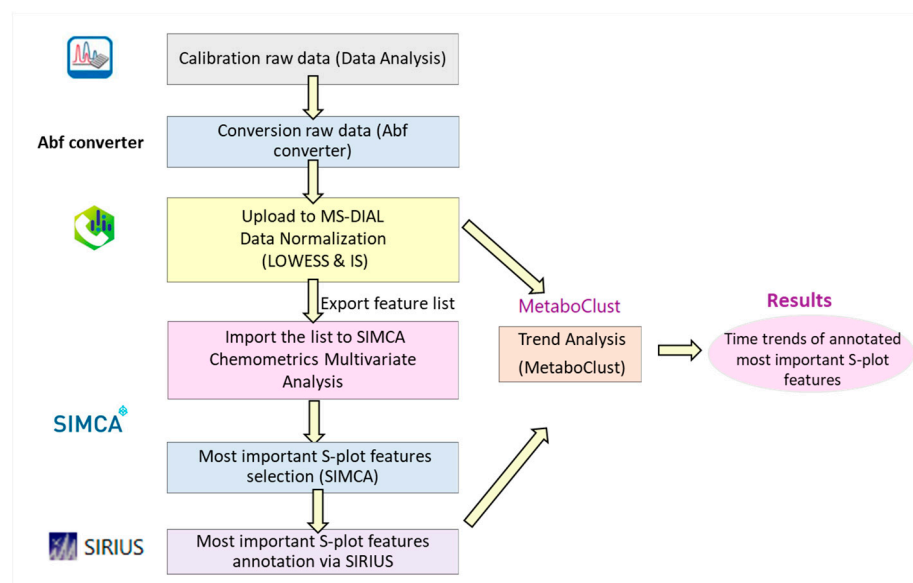 Calibration raw data (Data Analysis)
Abf converter
Conversion raw data (Abf
converter)
Upload to MS-DIAL
Data Normalization
(LOWESS & IS)
Export feature list
Import the list to SIMCA
Chemometrics Multivariate
Analysis
SIMCA
Most important S-plot features
selection (SIMCA)
SIRIUS
Most important S-plot features
annotation via SIRIUS
MetaboClust
Trend Analysis
(MetaboClust)
Results
Time trends of annotated
most important S-plot
features